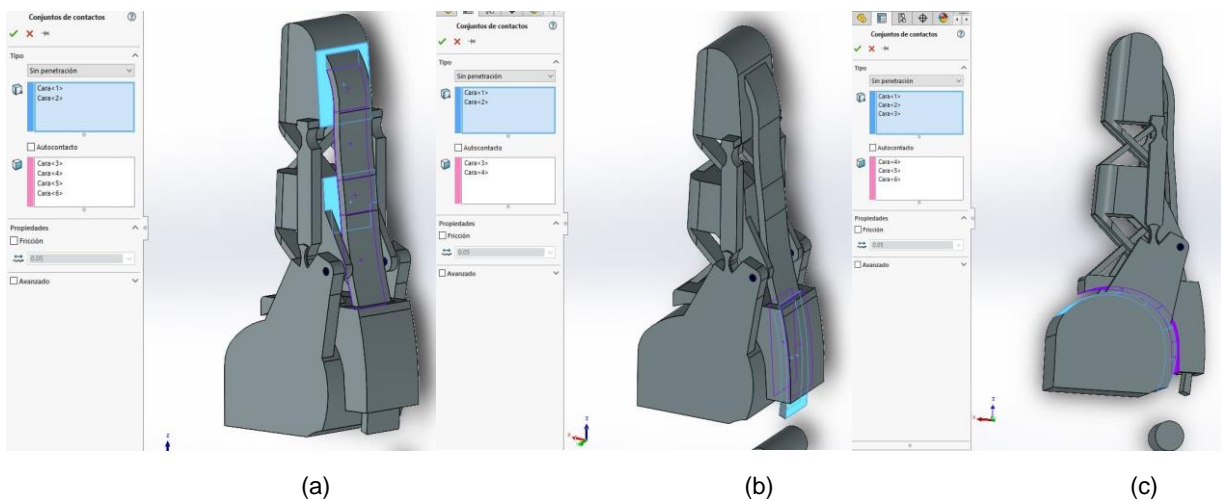 Conjuntos de contactos
Tipo
Sin penetración
Cara<1>
Cara<2>
Autocontacto
Cara<3>
Cara<4>
Cara<5>
Cara<6>
Propiedades
Fricción
0.05
Avanzado
(a)
Conjuntos de contactos
Tipo
Sin penetración
Cara<1>
Cara<2>
Autocontacto
Cara<3>
Cara<4>
Propiedades
Fricción
0.05
Avanzado
(b)
Conjuntos de contactos
Tipo
Sin penetración
Cara<1>
Cara<2>
Cara<3>
Autocontacto
Cara<4>
Cara<5>
Cara<6>
Propiedades
Fricción
0.05
Avanzado
(c)